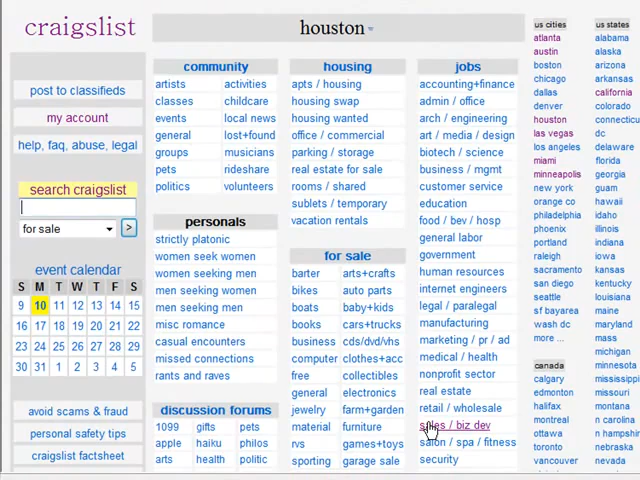 craigslist
post to classifieds
my account
help, faq, abuse, legal
search craigslist
for sale >
event calendar
S M T W T F S
9 10 11 12 13 14 15
16 17 18 19 20 21 22
23 24 25 26 27 28 29
30 31 1 2 3 4 5
avoid scams & fraud
personal safety tips
craigslist factsheet
houston
community
artists activities
classes childcare
events local news
general lost+found
groups musicians
pets rideshare
politics volunteers
personals
strictly platonic
women seek women
women seeking men
men seeking women
men seeking men
misc romance
casual encounters
missed connections
rants and raves
discussion forums
1099 gifts pets
apple haiku philos
arts health politic
housing
apts / housing
housing swap
housing wanted
office / commercial
parking / storage
real estate for sale
rooms / shared
sublets / temporary
vacation rentals
for sale
barter arts+crafts
bikes auto parts
boats baby+kids
books cars+trucks
business cds/dvd/vhs
computer clothes+acc
free collectibles
general electronics
jewelry farm+garden
material furniture
rvs games+toys
sporting garage sale
jobs
accounting+finance
admin / office
arch / engineering
art / media / design
biotech / science
business / mgmt
customer service
education
food / bev / hosp
general labor
government
human resources
internet engineers
legal / paralegal
manufacturing
marketing / pr / ad
medical / health
nonprofit sector
real estate
retail / wholesale
sales / biz dev
salon / spa / fitness
security
us cities
atlanta
austin
boston
chicago
dallas
denver
houston
las vegas
los angeles
miami
minneapolis
new york
orange co
philadelphia
phoenix
portland
raleigh
sacramento
san diego
seattle
sf bayarea
wash dc
more ...
canada
calgary
edmonton
halifax
montreal
ottawa
toronto
vancouver
us states
alabama
alaska
arizona
arkansas
california
colorado
connecticu
dc
delaware
florida
georgia
guam
hawaii
idaho
illinois
indiana
iowa
kansas
kentucky
louisiana
maine
maryland
mass
michigan
minnesota
mississippi
missouri
montana
n carolina
n hampshir
nebraska
nevada